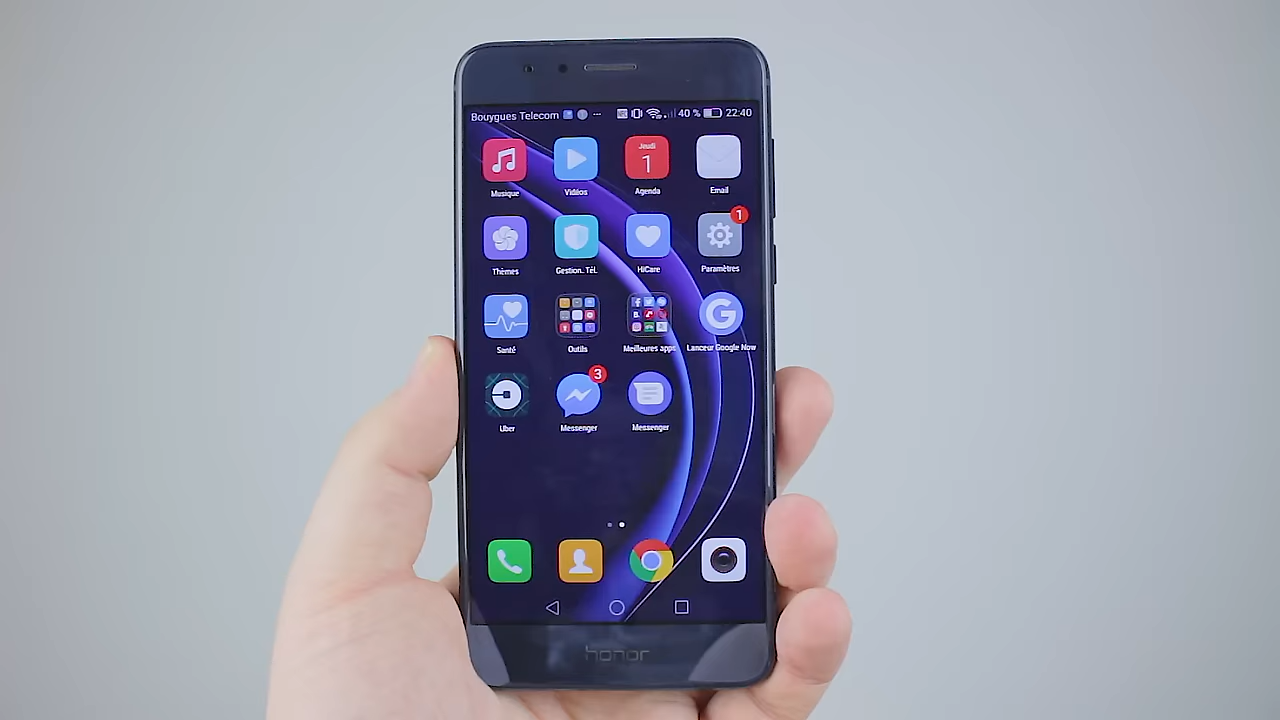 Bouygues Telecom ... 40 % 22:40
Jeudi
1
Musique Vidéos Agenda Email
1
Thèmes Gestion. Tél. HiCare Paramètres
G
Santé Outils Meilleures apps Lanceur Google Now
3
Uber Messenger Messenger
honor